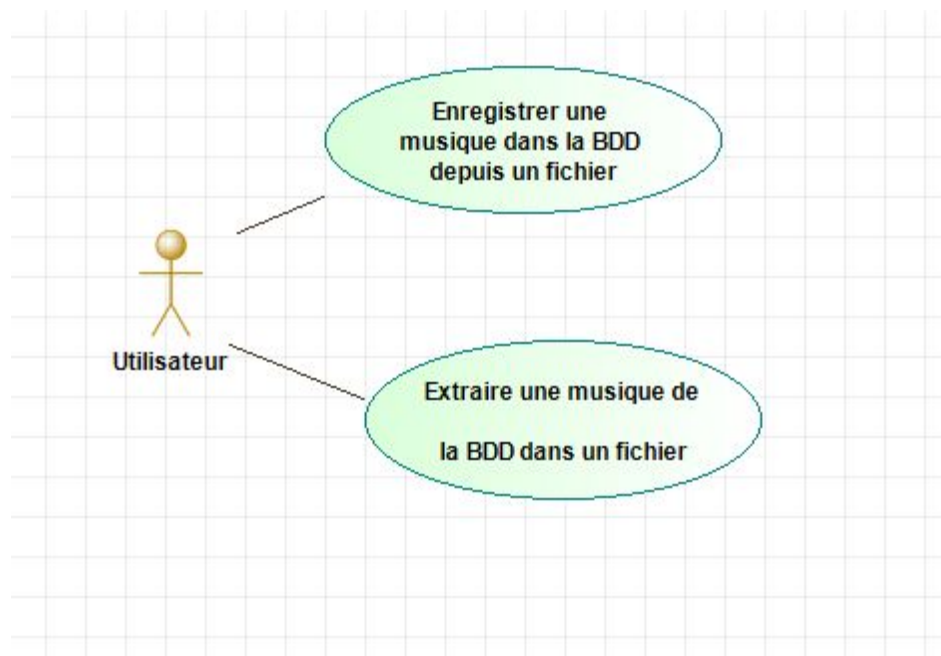 Enregistrer une
musique dans la BDD
depuis un fichier
Utilisateur
Extraire une musique de
la BDD dans un fichier